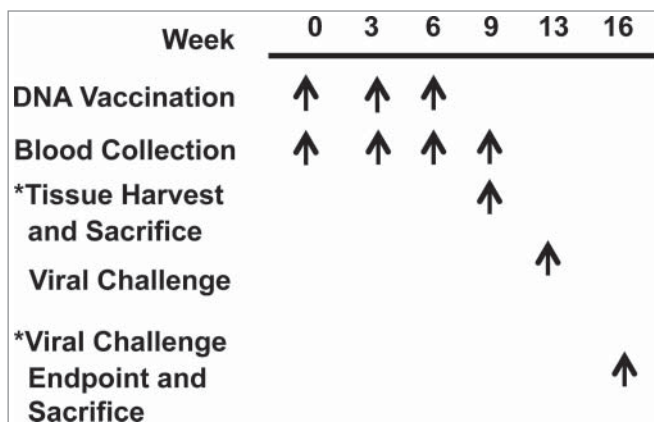 Week 0 3 6 9 13 16
DNA Vaccination
Blood Collection
*Tissue Harvest
and Sacrifice
Viral Challenge
*Viral Challenge
Endpoint and
Sacrifice